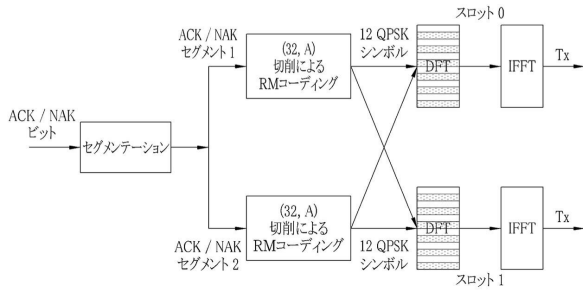 スロット 0
ACK / NAK
セグメント 1
(32, A)
切削による
RMコーディング
12 QPSK
シンボル
DFT
IFFT
Tx
ACK / NAK
ビット
セグメンテーション
ACK / NAK
セグメント 2
(32, A)
切削による
RMコーディング
12 QPSK
シンボル
DFT
IFFT
Tx
スロット 1